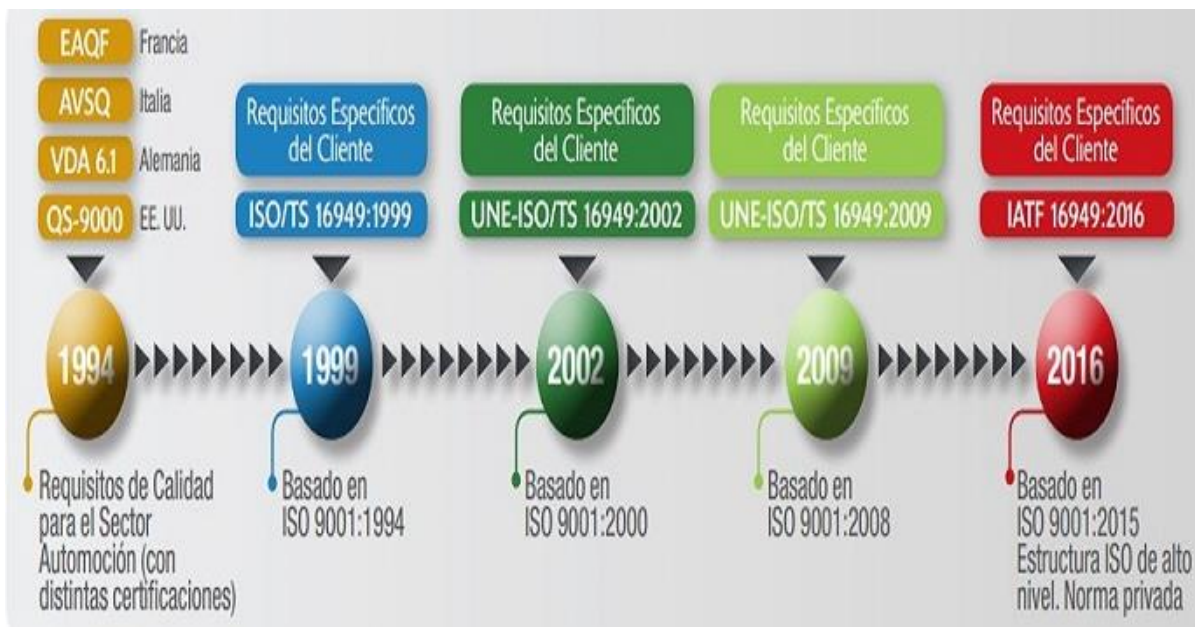 EAQF Francia
AVSQ Italia
VDA 6.1 Alemania
QS-9000 EE. UU.
Requisitos Específicos
del Cliente
ISO/TS 16949:1999
Requisitos Específicos
del Cliente
UNE-ISO/TS 16949:2002
Requisitos Específicos
del Cliente
UNE-ISO/TS 16949:2009
Requisitos Específicos
del Cliente
IATF 16949:2016
1994
1999
2002
2009
2016
Requisitos de Calidad
para el Sector
Automoción (con
distintas certificaciones)
Basado en
ISO 9001:1994
Basado en
ISO 9001:2000
Basado en
ISO 9001:2008
Basado en
ISO 9001:2015
Estructura ISO de alto
nivel. Norma privada